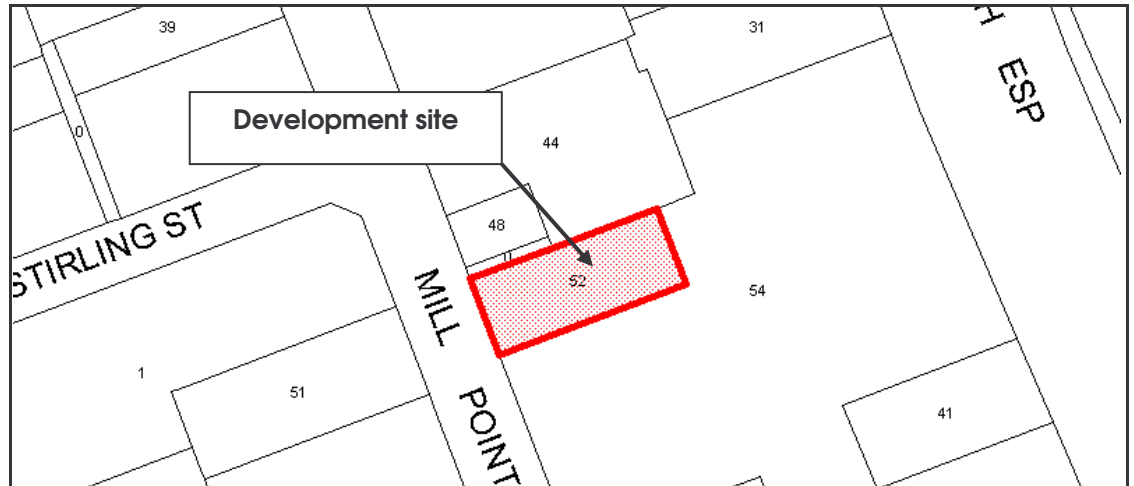 39
31
H ESP
Development site
0
44
STIRLING ST
48
52
MILL POINT
54
1
51
41